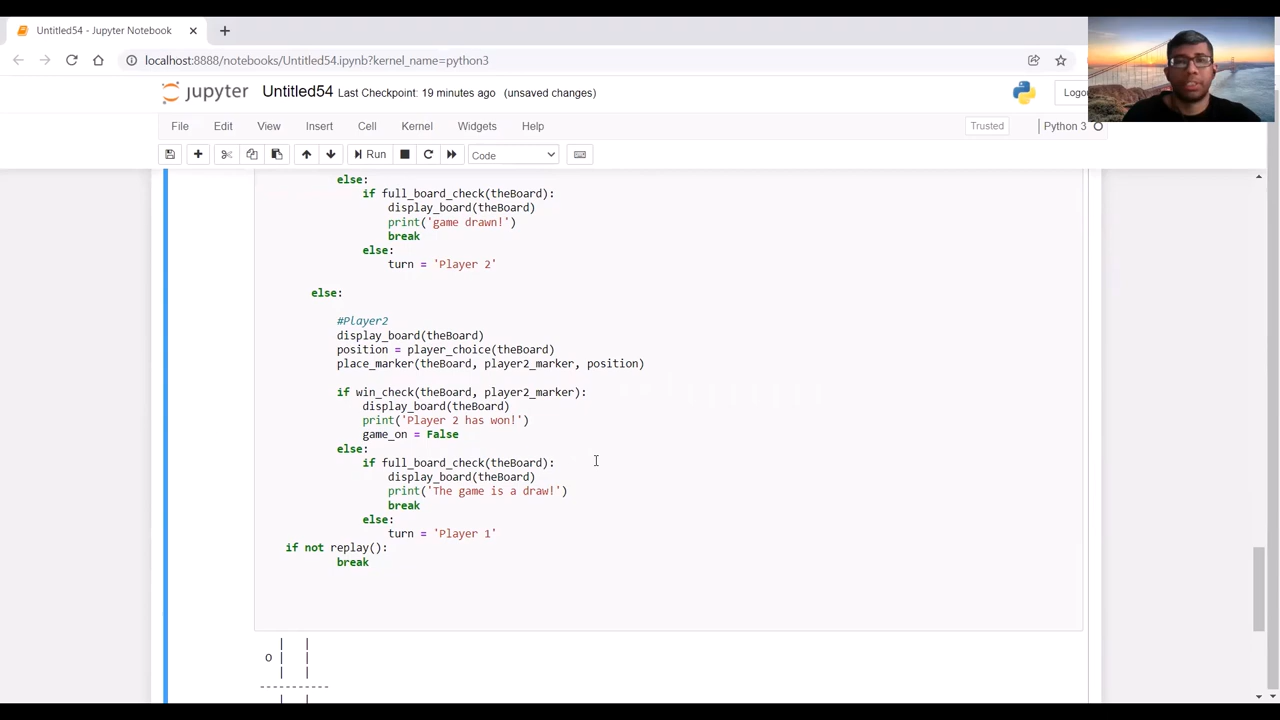 Untitled54 - Jupyter Notebook
localhost:8888/notebooks/Untitled54.ipynb?kernel_name=python3
jupyter Untitled54 Last Checkpoint: 19 minutes ago (unsaved changes)
Logou
File Edit View Insert Cell Kernel Widgets Help
Trusted
Python 3
Run
Code
else:
if full_board_check(theBoard):
display_board(theBoard)
print('game drawn!')
break
else:
turn = 'Player 2'
else:
#Player2
display_board(theBoard)
position = player_choice(theBoard)
place_marker(theBoard, player2_marker, position)
if win_check(theBoard, player2_marker):
display_board(theBoard)
print('Player 2 has won!')
game_on = False
else:
if full_board_check(theBoard):
display_board(theBoard)
print('The game is a draw!')
break
else:
turn = 'Player 1'
if not replay():
break
| |
O | |
| |
-----------
| |